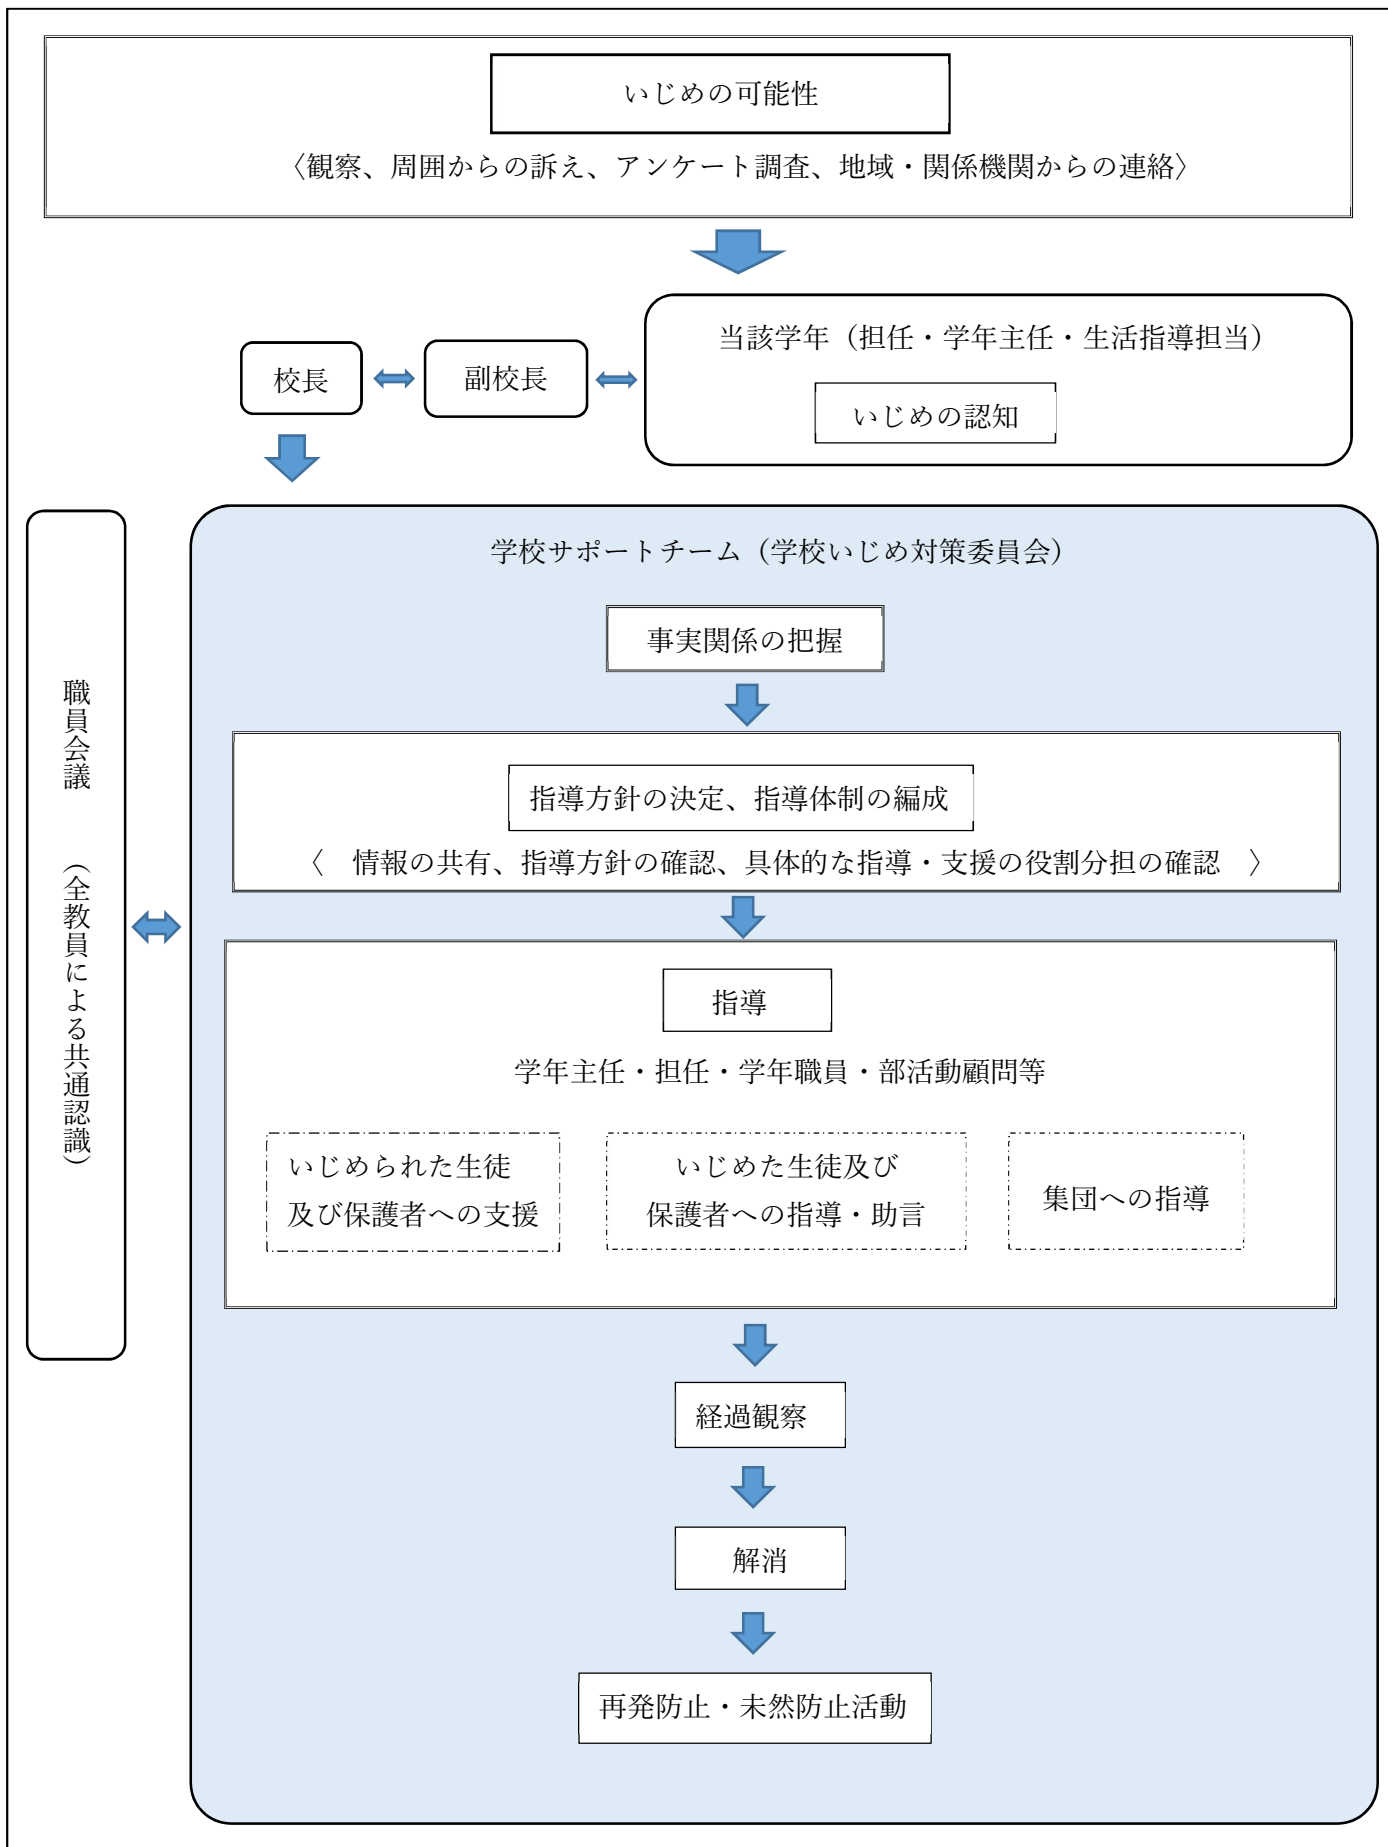 いじめの可能性
〈観察、周囲からの訴え、アンケート調査、地域・関係機関からの連絡〉
当該学年（担任・学年主任・生活指導担当）
校長
副校長
いじめの認知
職員会議　（全教員による共通認識）
学校サポートチーム（学校いじめ対策委員会）
事実関係の把握
指導方針の決定、指導体制の編成
〈　情報の共有、指導方針の確認、具体的な指導・支援の役割分担の確認　〉
指導
学年主任・担任・学年職員・部活動顧問等
いじめられた生徒
及び保護者への支援
いじめた生徒及び
保護者への指導・助言
集団への指導
経過観察
解消
再発防止・未然防止活動